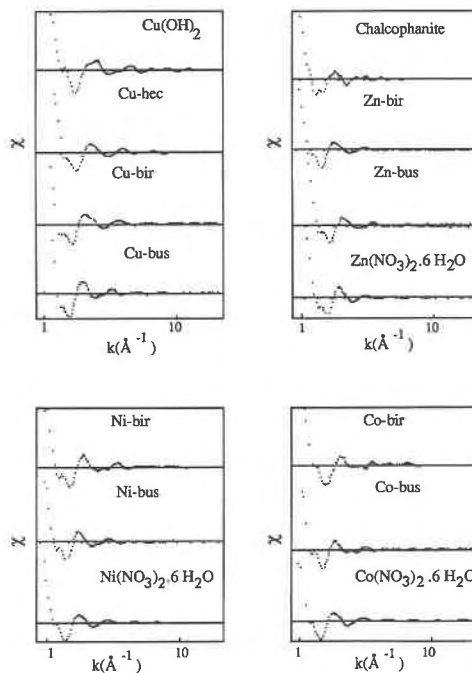 Cu(OH)2
Cu-hec
Cu-bir
Cu-bus
χ
1 10
k(Å⁻¹)
Chalcophanite
Zn-bir
Zn-bus
Zn(NO3)2.6 H2O
χ
1 10
k(Å⁻¹)
Ni-bir
Ni-bus
Ni(NO3)2.6 H2O
χ
1 10
k(Å⁻¹)
Co-bir
Co-bus
Co(NO3)2.6 H2O
χ
1 10
k(Å⁻¹)